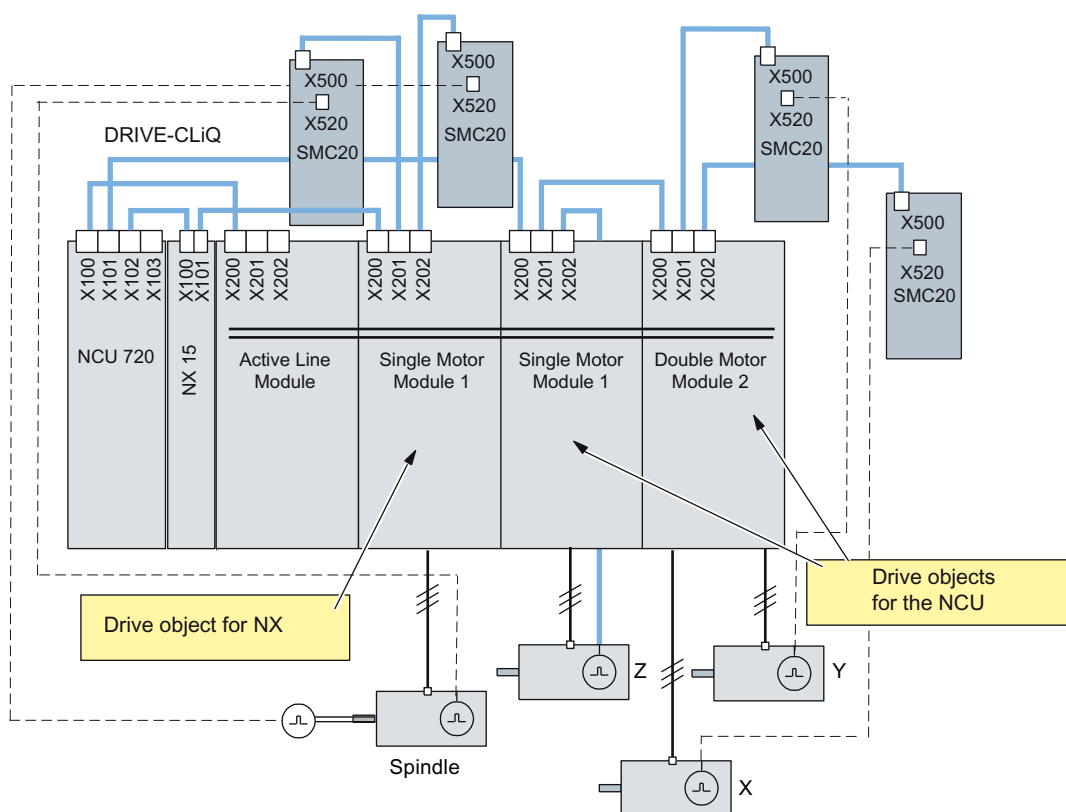 X500
X520
SMC20
X500
X520
SMC20
X500
X520
SMC20
X500
X520
SMC20
DRIVE-CLiQ
X100
X101
X102
X103
X100
X101
X200
X201
X202
X200
X201
X202
X200
X201
X202
X200
X201
X202
NCU 720
NX 15
Active Line
Module
Single Motor
Module 1
Single Motor
Module 1
Double Motor
Module 2
Drive object for NX
Drive objects
for the NCU
Z
Y
Spindle
X